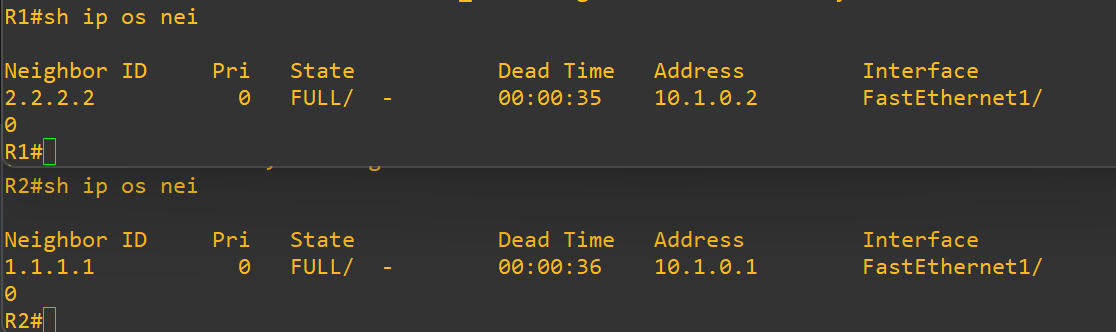 R1#sh ip os nei
Neighbor ID     Pri   State           Dead Time   Address         Interface
2.2.2.2           0   FULL/  -        00:00:35    10.1.0.2        FastEthernet1/
0
R1#
R2#sh ip os nei
Neighbor ID     Pri   State           Dead Time   Address         Interface
1.1.1.1           0   FULL/  -        00:00:36    10.1.0.1        FastEthernet1/
0
R2#